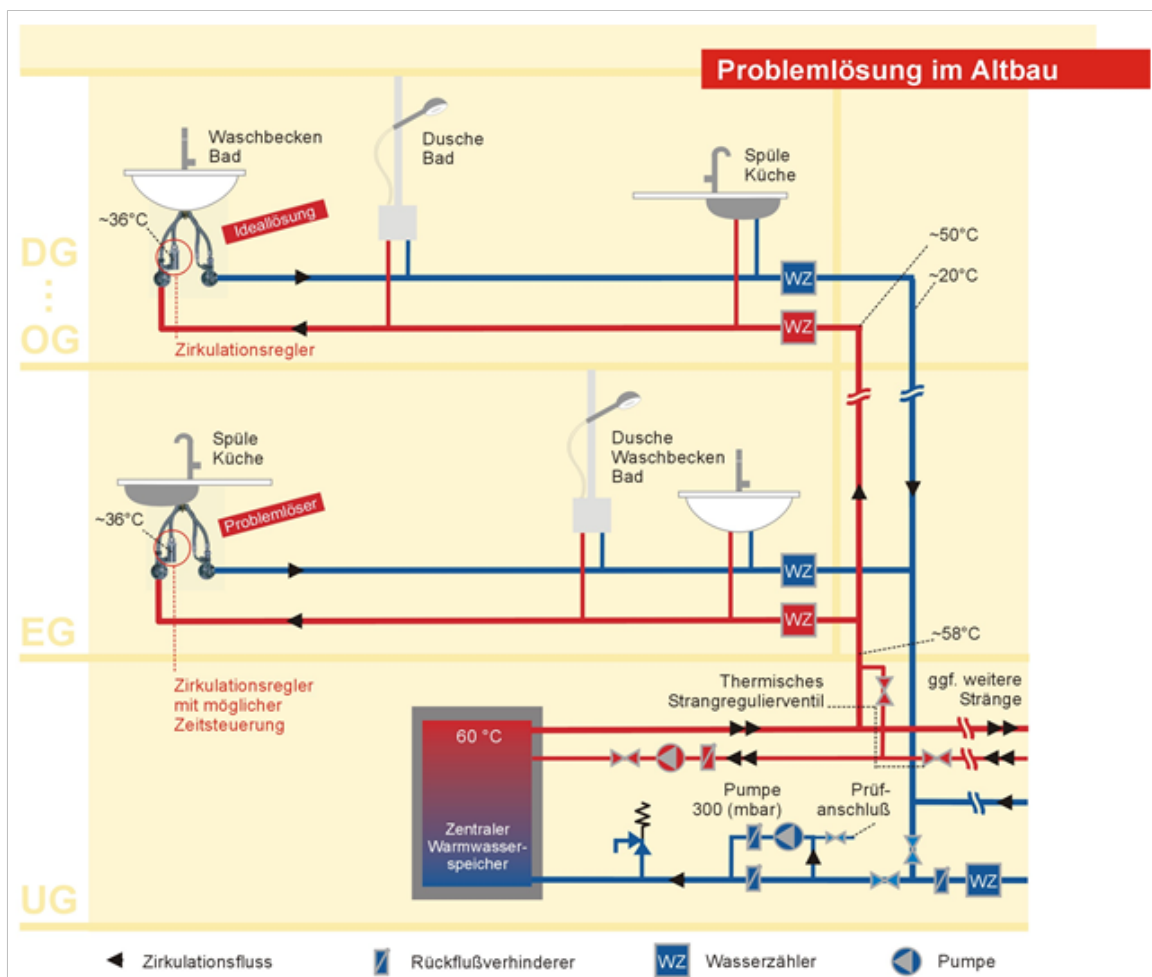 Problemlösung im Altbau
Waschbecken
Bad
Dusche
Bad
Spüle
Küche
~36°C
Ideallösung
~50°C
~20°C
DG
OG
WZ
WZ
Zirkulationsregler
Spüle
Küche
Dusche
Waschbecken
Bad
~36°C
Problemlöser
WZ
WZ
EG
~58°C
Zirkulationsregler
mit möglicher
Zeitsteuerung
Thermisches
Strangregulierventil
ggf. weitere
Stränge
60 °C
Pumpe
300 (mbar)
Prüf-
anschluß
Zentraler
Warmwasser-
speicher
WZ
UG
Zirkulationsfluss
Rückflußverhinderer
WZ
Wasserzähler
Pumpe